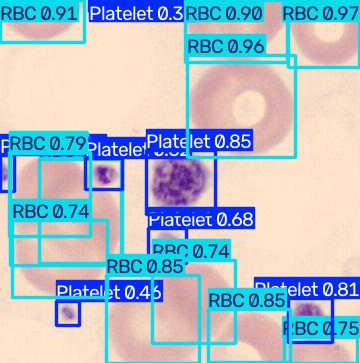 RBC 0.91
Platelet 0.3
RBC 0.90
RBC 0.97
RBC 0.96
RBC 0.79
Platelet
Platelet 0.85
RBC 0.74
Platelet 0.68
RBC 0.74
RBC 0.85
Platelet 0.46
Platelet 0.81
RBC 0.85
RBC 0.75